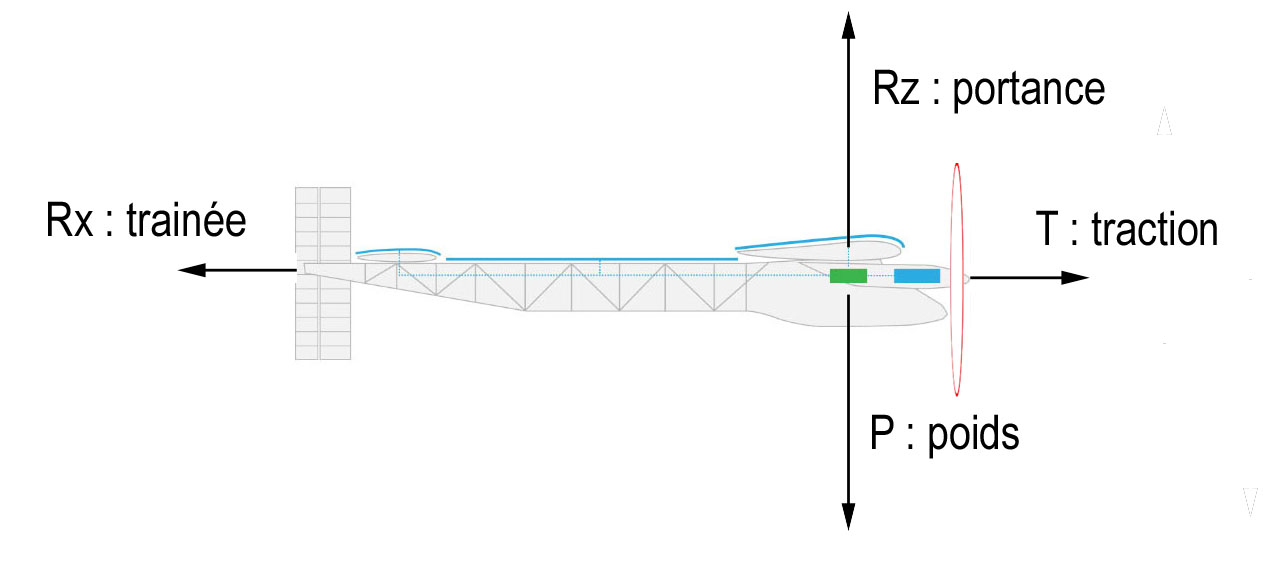 Rz : portance
Rx : trainée
T : traction
P : poids